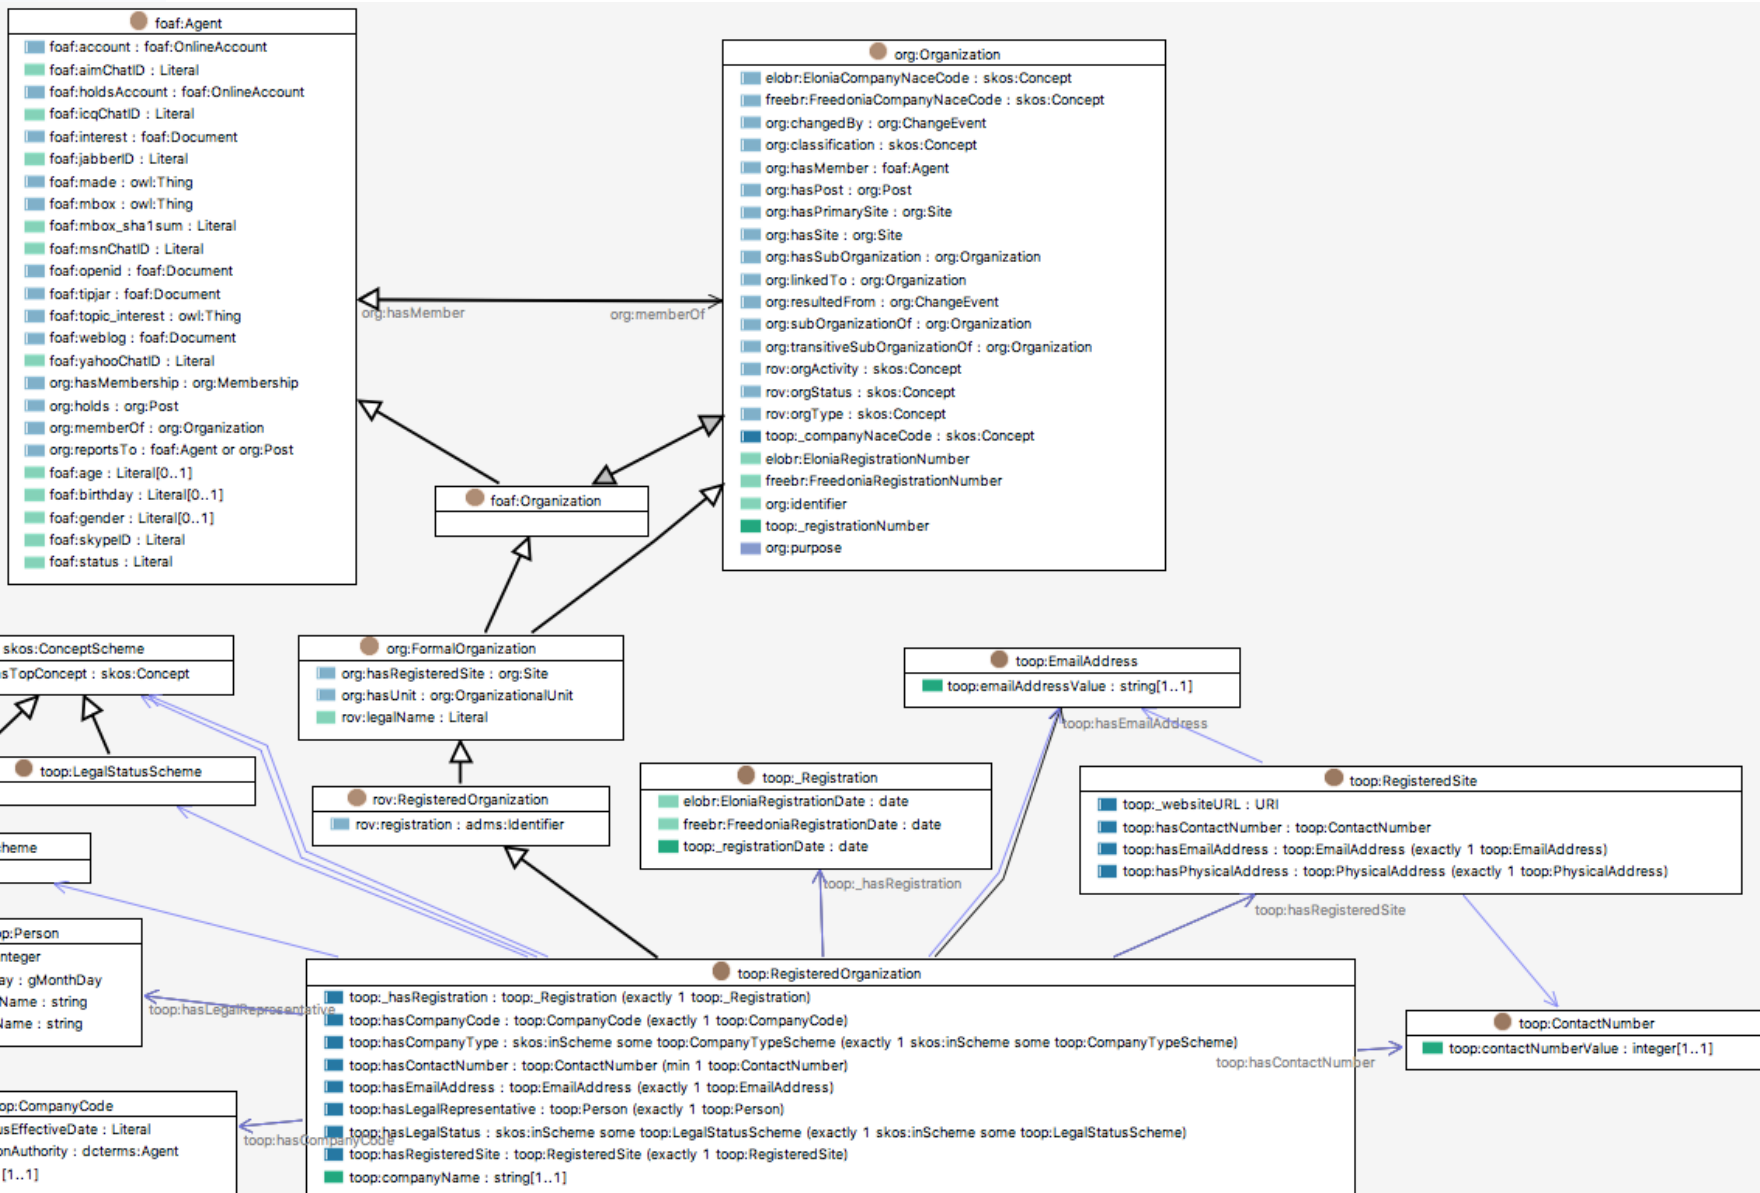 foaf:Agent
foaf:account : foaf:OnlineAccount
foaf:aimChatID : Literal
foaf:holdsAccount : foaf:OnlineAccount
foaf:icqChatID : Literal
foaf:interest : foaf:Document
foaf:jabberID : Literal
foaf:made : owl:Thing
foaf:mbox : owl:Thing
foaf:mbox_sha1sum : Literal
foaf:msnChatID : Literal
foaf:openid : foaf:Document
foaf:tipjar : foaf:Document
foaf:topic_interest : owl:Thing
foaf:weblog : foaf:Document
foaf:yahooChatID : Literal
org:hasMembership : org:Membership
org:holds : org:Post
org:memberOf : org:Organization
org:reportsTo : foaf:Agent or org:Post
foaf:age : Literal[0..1]
foaf:birthday : Literal[0..1]
foaf:gender : Literal[0..1]
foaf:skypeID : Literal
foaf:status : Literal
org:hasMember
org:memberOf
org:Organization
elobr:EloniaCompanyNaceCode : skos:Concept
freebr:FreedoniaCompanyNaceCode : skos:Concept
org:changedBy : org:ChangeEvent
org:classification : skos:Concept
org:hasMember : foaf:Agent
org:hasPost : org:Post
org:hasPrimarySite : org:Site
org:hasSite : org:Site
org:hasSubOrganization : org:Organization
org:linkedTo : org:Organization
org:resultedFrom : org:ChangeEvent
org:subOrganizationOf : org:Organization
org:transitiveSubOrganizationOf : org:Organization
rov:orgActivity : skos:Concept
rov:orgStatus : skos:Concept
rov:orgType : skos:Concept
toop:_companyNaceCode : skos:Concept
elobr:EloniaRegistrationNumber
freebr:FreedoniaRegistrationNumber
org:identifier
toop:_registrationNumber
org:purpose
foaf:Organization
skos:ConceptScheme
sTopConcept : skos:Concept
org:FormalOrganization
org:hasRegisteredSite : org:Site
org:hasUnit : org:OrganizationalUnit
rov:legalName : Literal
toop:EmailAddress
toop:emailAddressValue : string[1..1]
toop:hasEmailAddress
toop:LegalStatusScheme
rov:RegisteredOrganization
rov:registration : adms:Identifier
toop:_Registration
elobr:EloniaRegistrationDate : date
freebr:FreedoniaRegistrationDate : date
toop:_registrationDate : date
toop:_hasRegistration
toop:RegisteredSite
toop:_websiteURL : URI
toop:hasContactNumber : toop:ContactNumber
toop:hasEmailAddress : toop:EmailAddress (exactly 1 toop:EmailAddress)
toop:hasPhysicalAddress : toop:PhysicalAddress (exactly 1 toop:PhysicalAddress)
toop:hasRegisteredSite
heme
op:Person
nteger
ay : gMonthDay
Name : string
Name : string
toop:hasLegalRepresentative
toop:RegisteredOrganization
toop:_hasRegistration : toop:_Registration (exactly 1 toop:_Registration)
toop:hasCompanyCode : toop:CompanyCode (exactly 1 toop:CompanyCode)
toop:hasCompanyType : skos:inScheme some toop:CompanyTypeScheme (exactly 1 skos:inScheme some toop:CompanyTypeScheme)
toop:hasContactNumber : toop:ContactNumber (min 1 toop:ContactNumber)
toop:hasEmailAddress : toop:EmailAddress (exactly 1 toop:EmailAddress)
toop:hasLegalRepresentative : toop:Person (exactly 1 toop:Person)
toop:hasLegalStatus : skos:inScheme some toop:LegalStatusScheme (exactly 1 skos:inScheme some toop:LegalStatusScheme)
toop:hasRegisteredSite : toop:RegisteredSite (exactly 1 toop:RegisteredSite)
toop:companyName : string[1..1]
toop:hasContactNumber
toop:ContactNumber
toop:contactNumberValue : integer[1..1]
op:CompanyCode
usEffectiveDate : Literal
onAuthority : dcterms:Agent
[1..1]
toop:hasCompanyCode